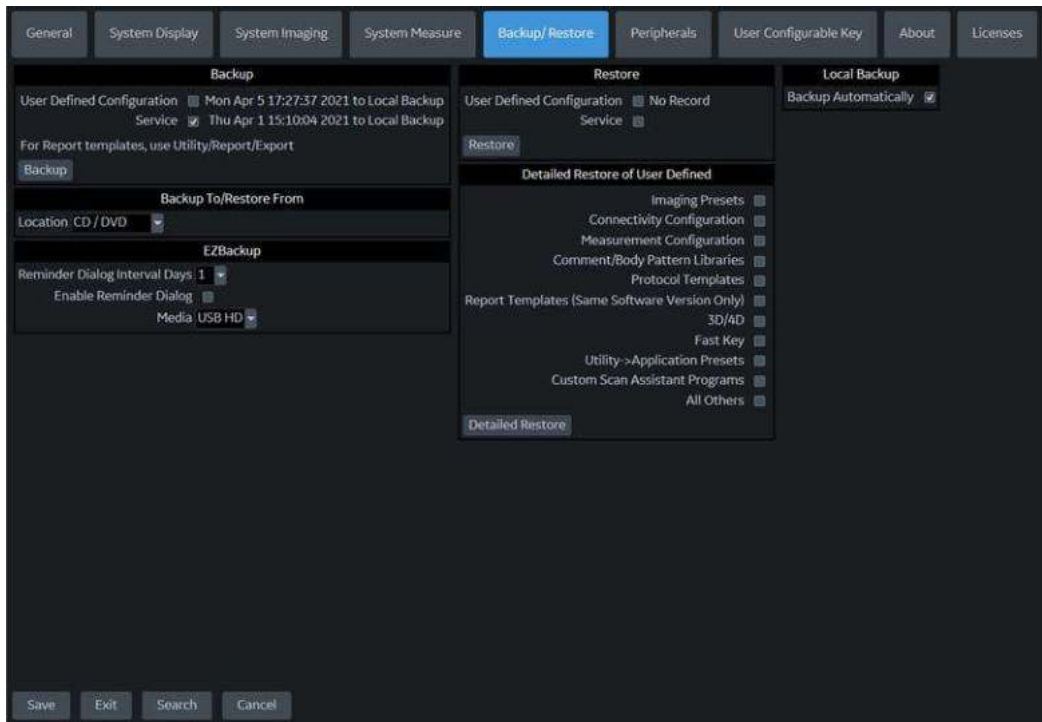 General System Display System Imaging System Measure Backup/Restore Peripherals User Configurable Key About Licenses
Backup
User Defined Configuration Mon Apr 5 17:27:37 2021 to Local Backup
Service Thu Apr 1 15:10:04 2021 to Local Backup
For Report templates, use Utility/Report/Export
Backup
Backup To/Restore From
Location CD / DVD
EZBackup
Reminder Dialog Interval Days 1
Enable Reminder Dialog
Media USB HD
Restore
User Defined Configuration No Record
Service
Restore
Detailed Restore of User Defined
Imaging Presets
Connectivity Configuration
Measurement Configuration
Comment/Body Pattern Libraries
Protocol Templates
Report Templates (Same Software Version Only)
3D/4D
Fast Key
Utility->Application Presets
Custom Scan Assistant Programs
All Others
Detailed Restore
Local Backup
Backup Automatically
Save Exit Search Cancel